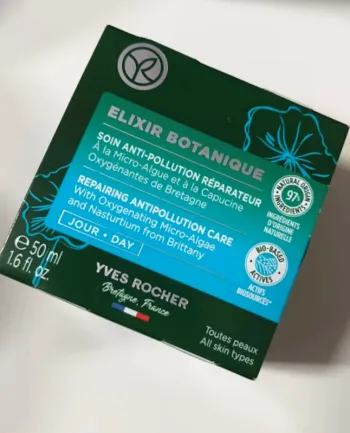 ELIXIR BOTANIQUE
SOIN ANTI-POLLUTION RÉPARATEUR
À la Micro-Algue et à la Capucine
Oxygénantes de Bretagne
REPAIRING ANTIPOLLUTION CARE
With Oxygenating Micro-Algae
and Nasturtium from Brittany
JOUR • DAY
℮ 50 ml
1.6 fl. oz.
YVES ROCHER
Bretagne, France
NATURAL ORIGIN
97%
INGREDIENTS
INGRÉDIENTS
D'ORIGINE
NATURELLE
BIO-BASED
ACTIVES
ACTIFS
BIOSOURCÉS*
Toutes peaux
All skin types